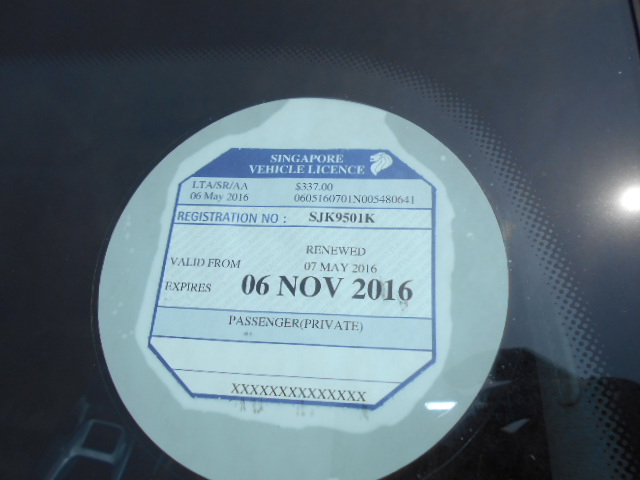 SINGAPORE
VEHICLE LICENCE
LTA/SR/AA $337.00
06 May 2016 0605160701N005480641
REGISTRATION NO : SJK9501K
RENEWED
VALID FROM 07 MAY 2016
EXPIRES 06 NOV 2016
PASSENGER(PRIVATE)
XXXXXXXXXXXXXX